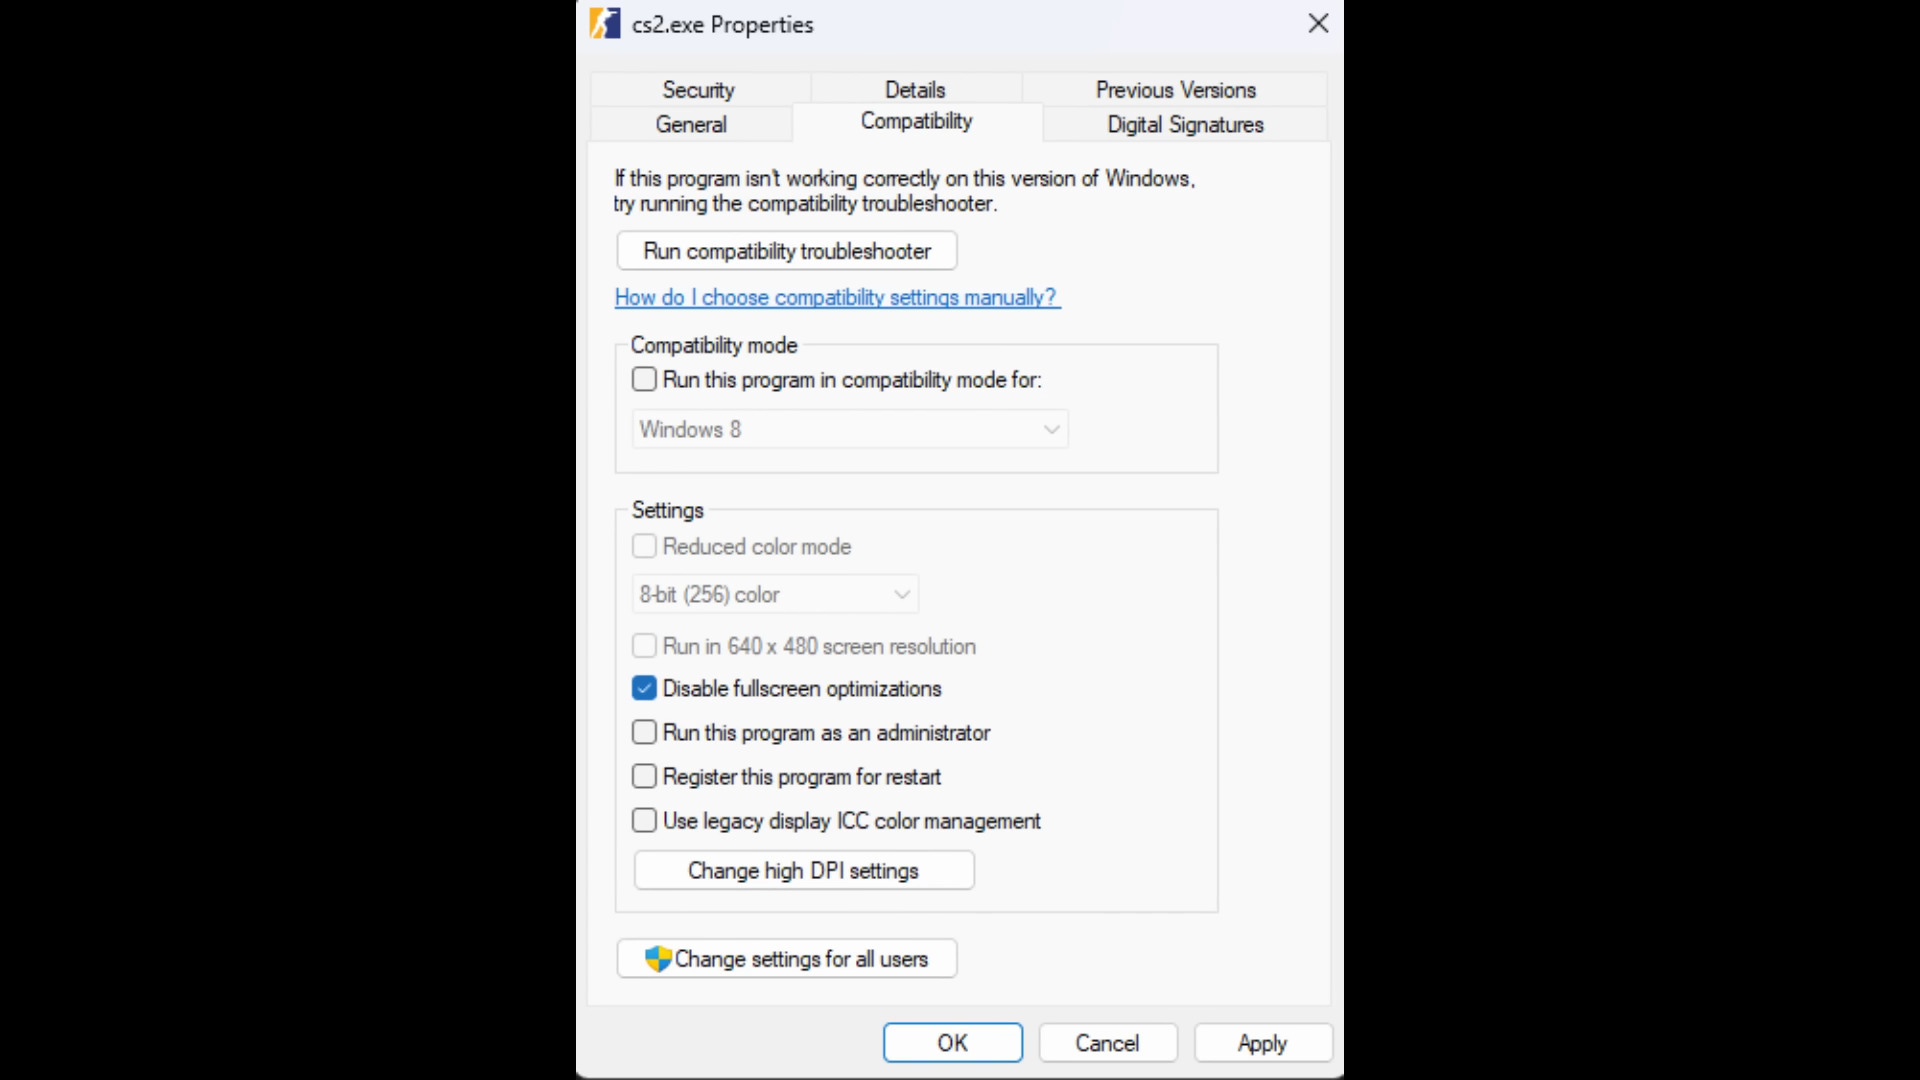 cs2.exe Properties
Security
Details
Previous Versions
General
Compatibility
Digital Signatures
If this program isn't working correctly on this version of Windows,
try running the compatibility troubleshooter.
Run compatibility troubleshooter
How do I choose compatibility settings manually?
Compatibility mode
Run this program in compatibility mode for:
Windows 8
Settings
Reduced color mode
8-bit (256) color
Run in 640 x 480 screen resolution
Disable fullscreen optimizations
Run this program as an administrator
Register this program for restart
Use legacy display ICC color management
Change high DPI settings
Change settings for all users
OK
Cancel
Apply